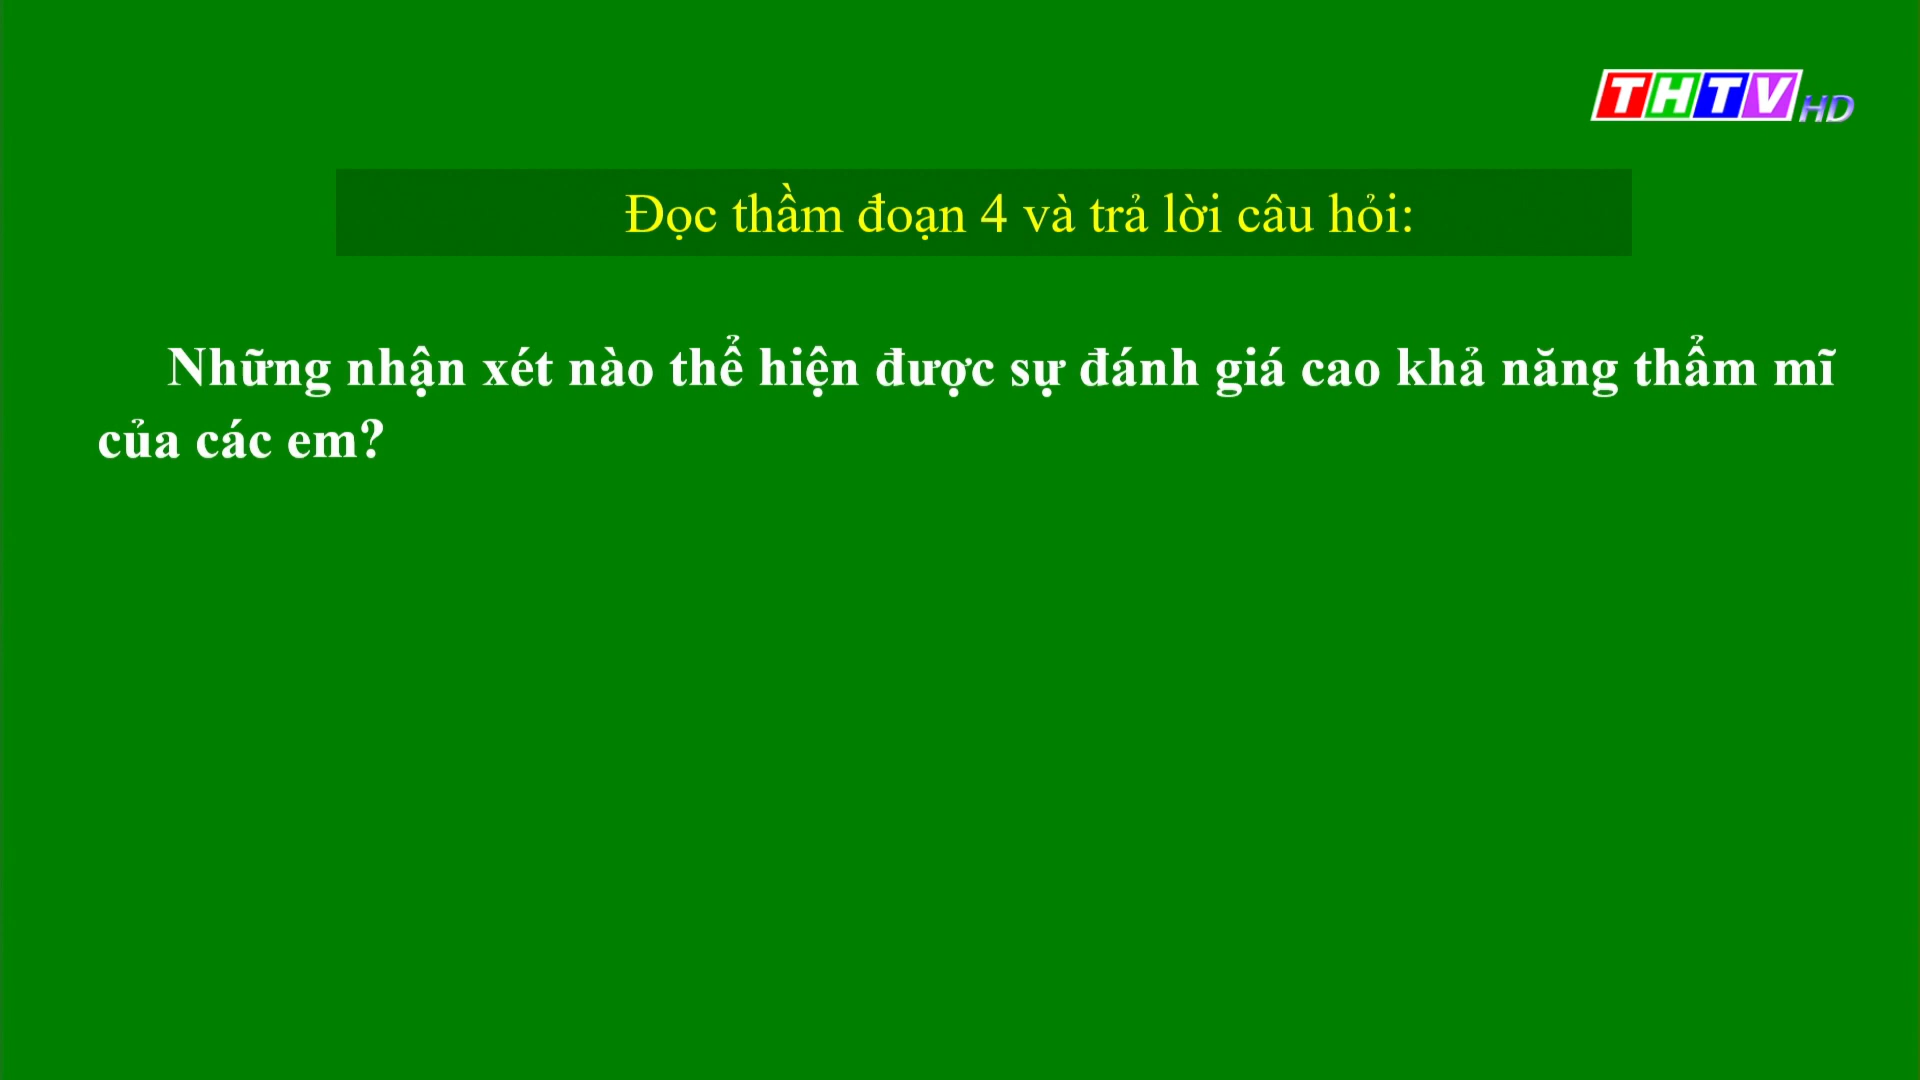 THTV HD
Đọc thầm đoạn 4 và trả lời câu hỏi:
Những nhận xét nào thể hiện được sự đánh giá cao khả năng thẩm mĩ
của các em?